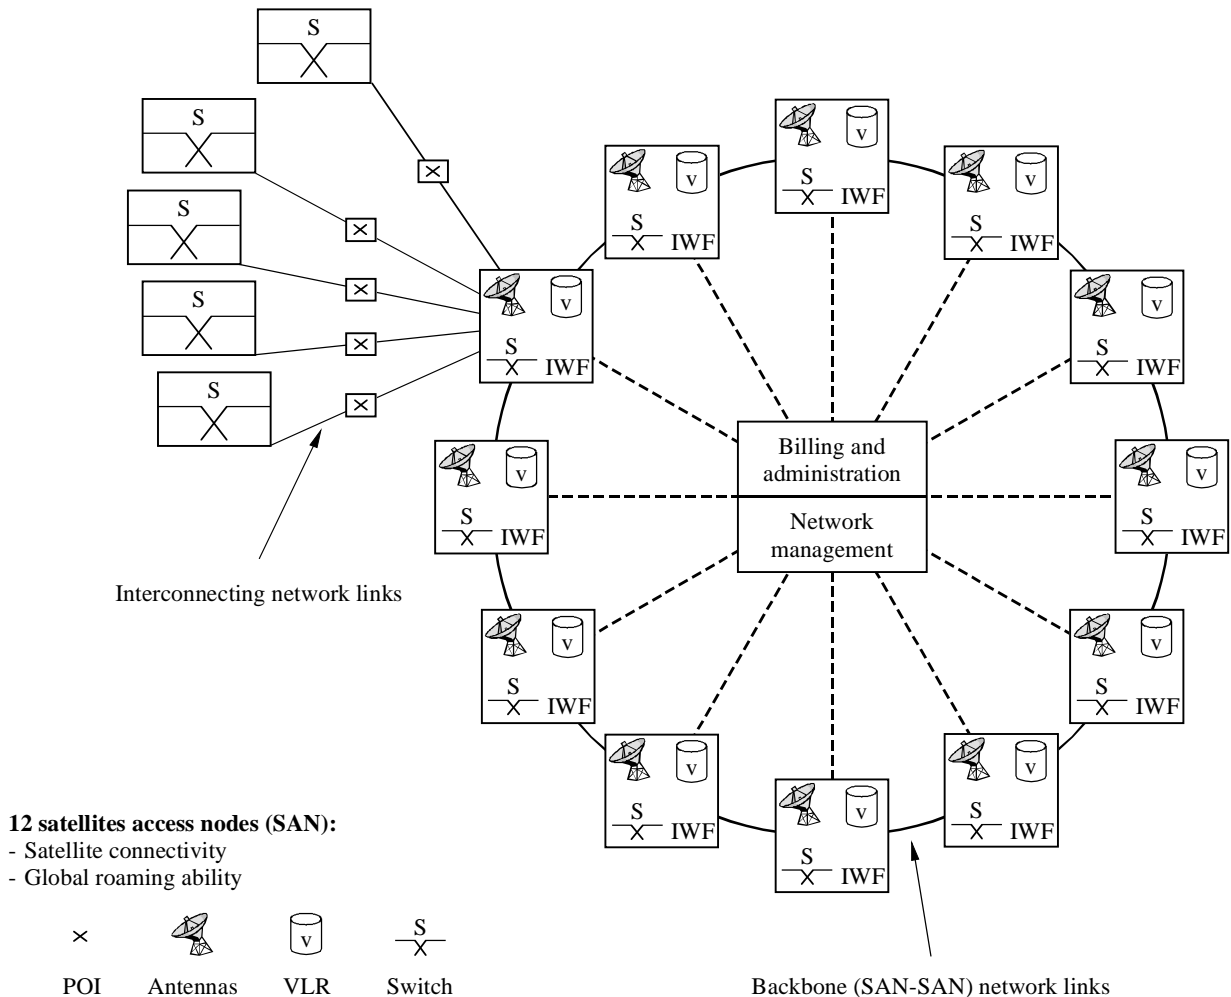 S
S
S
S
S
V
S
IWF
V
S
IWF
V
S
IWF
V
S
IWF
V
S
IWF
V
S
IWF
V
S
IWF
V
S
IWF
V
S
IWF
V
S
IWF
V
S
IWF
V
S
IWF
Billing and
administration
Network
management
Interconnecting network links
12 satellites access nodes (SAN):
- Satellite connectivity
- Global roaming ability
V
S
POI
Antennas
VLR
Switch
Backbone (SAN-SAN) network links